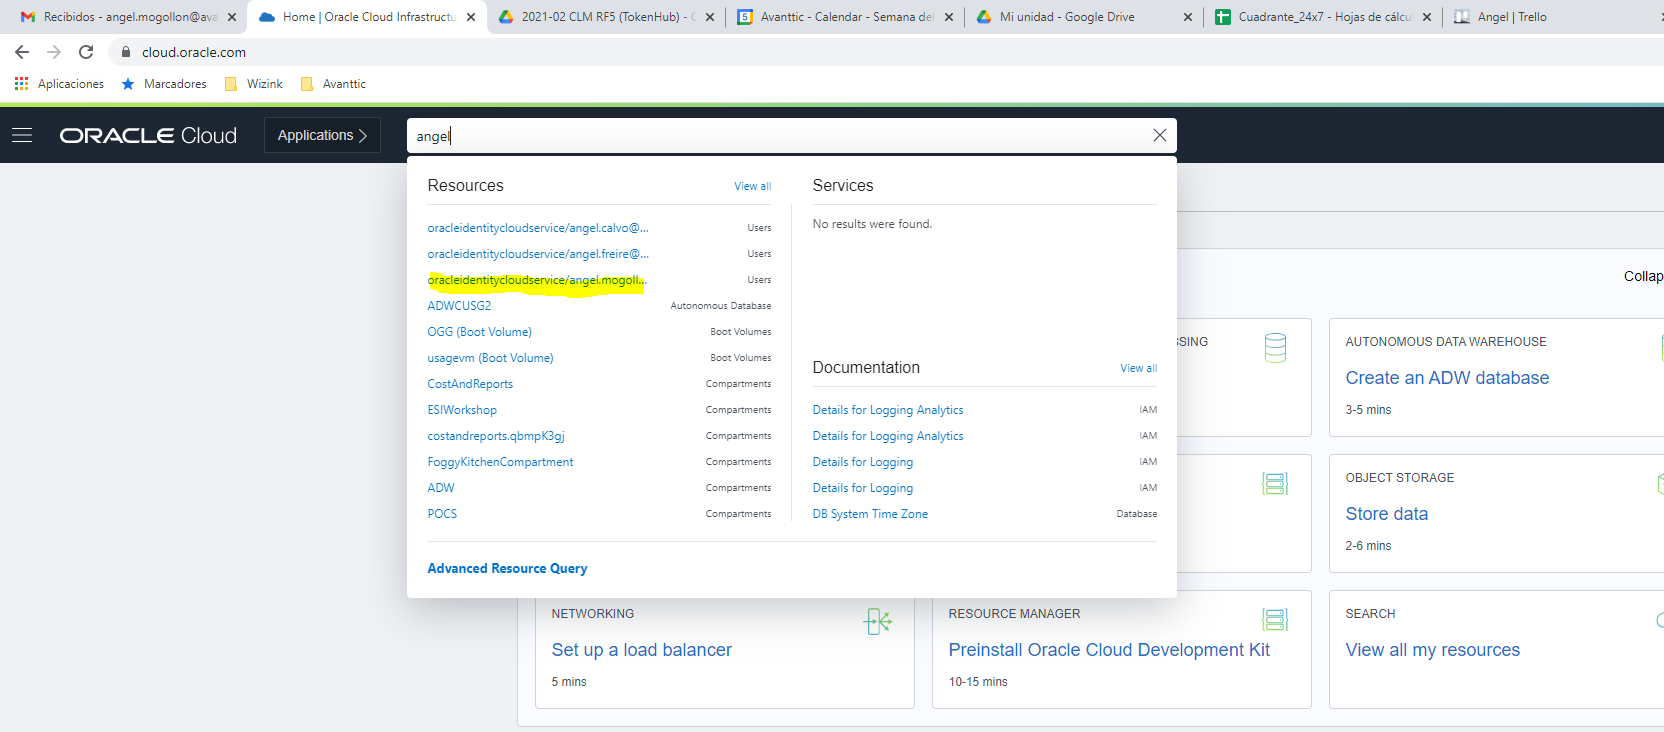 Recibidos - angel.mogollon@ava
Home | Oracle Cloud Infrastructu
2021-02 CLM RF5 (TokenHub) - C
Avanttic - Calendar - Semana del
Mi unidad - Google Drive
Cuadrante_24x7 - Hojas de cálcu
Angel | Trello
cloud.oracle.com
Aplicaciones
Marcadores
Wizink
Avanttic
ORACLE Cloud
Applications
angel
Resources
View all
oracleidentitycloudservice/angel.calvo@...
Users
oracleidentitycloudservice/angel.freire@...
Users
oracleidentitycloudservice/angel.mogoll...
Users
ADWCUSG2
Autonomous Database
OGG (Boot Volume)
Boot Volumes
usagevm (Boot Volume)
Boot Volumes
CostAndReports
Compartments
ESIWorkshop
Compartments
costandreports.qbmpK3gj
Compartments
FoggyKitchenCompartment
Compartments
ADW
Compartments
POCS
Compartments
Services
No results were found.
Documentation
View all
Details for Logging Analytics
IAM
Details for Logging Analytics
IAM
Details for Logging
IAM
Details for Logging
IAM
DB System Time Zone
Database
Advanced Resource Query
Collap
SSING
AUTONOMOUS DATA WAREHOUSE
Create an ADW database
3-5 mins
OBJECT STORAGE
Store data
2-6 mins
NETWORKING
Set up a load balancer
5 mins
RESOURCE MANAGER
Preinstall Oracle Cloud Development Kit
10-15 mins
SEARCH
View all my resources